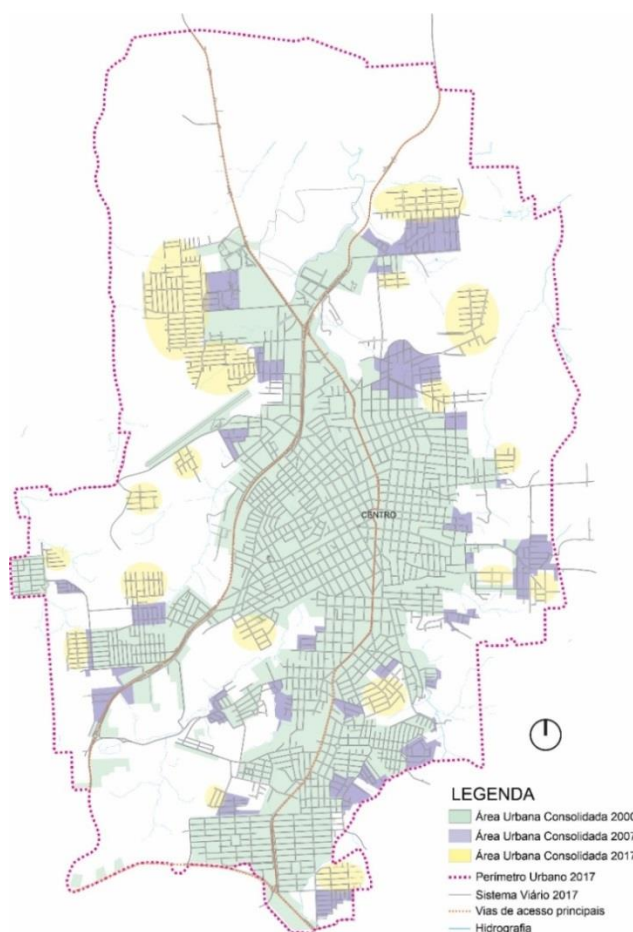 CENTRO
LEGENDA
Área Urbana Consolidada 2000
Área Urbana Consolidada 2007
Área Urbana Consolidada 2017
Perímetro Urbano 2017
Sistema Viário 2017
Vias de acesso principais
Hidrografia